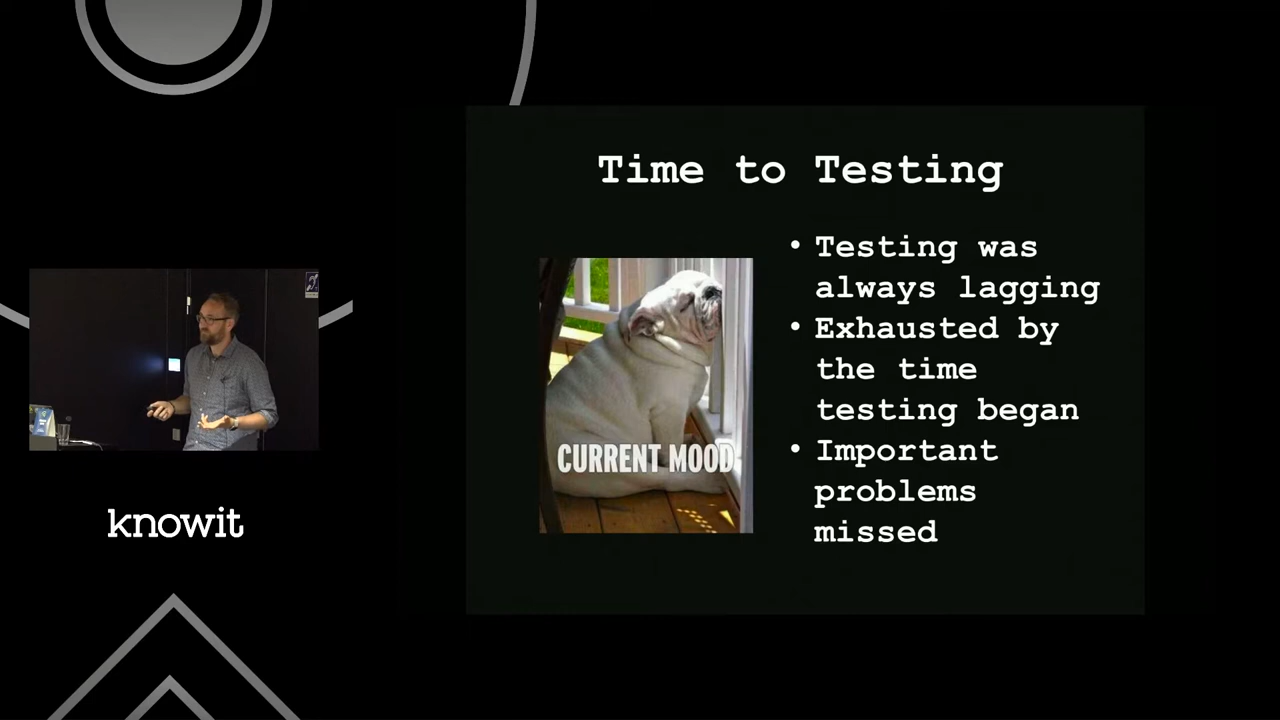 Time to Testing
• Testing was
always lagging
• Exhausted by
the time
testing began
• Important
problems
missed
CURRENT MOOD
knowit